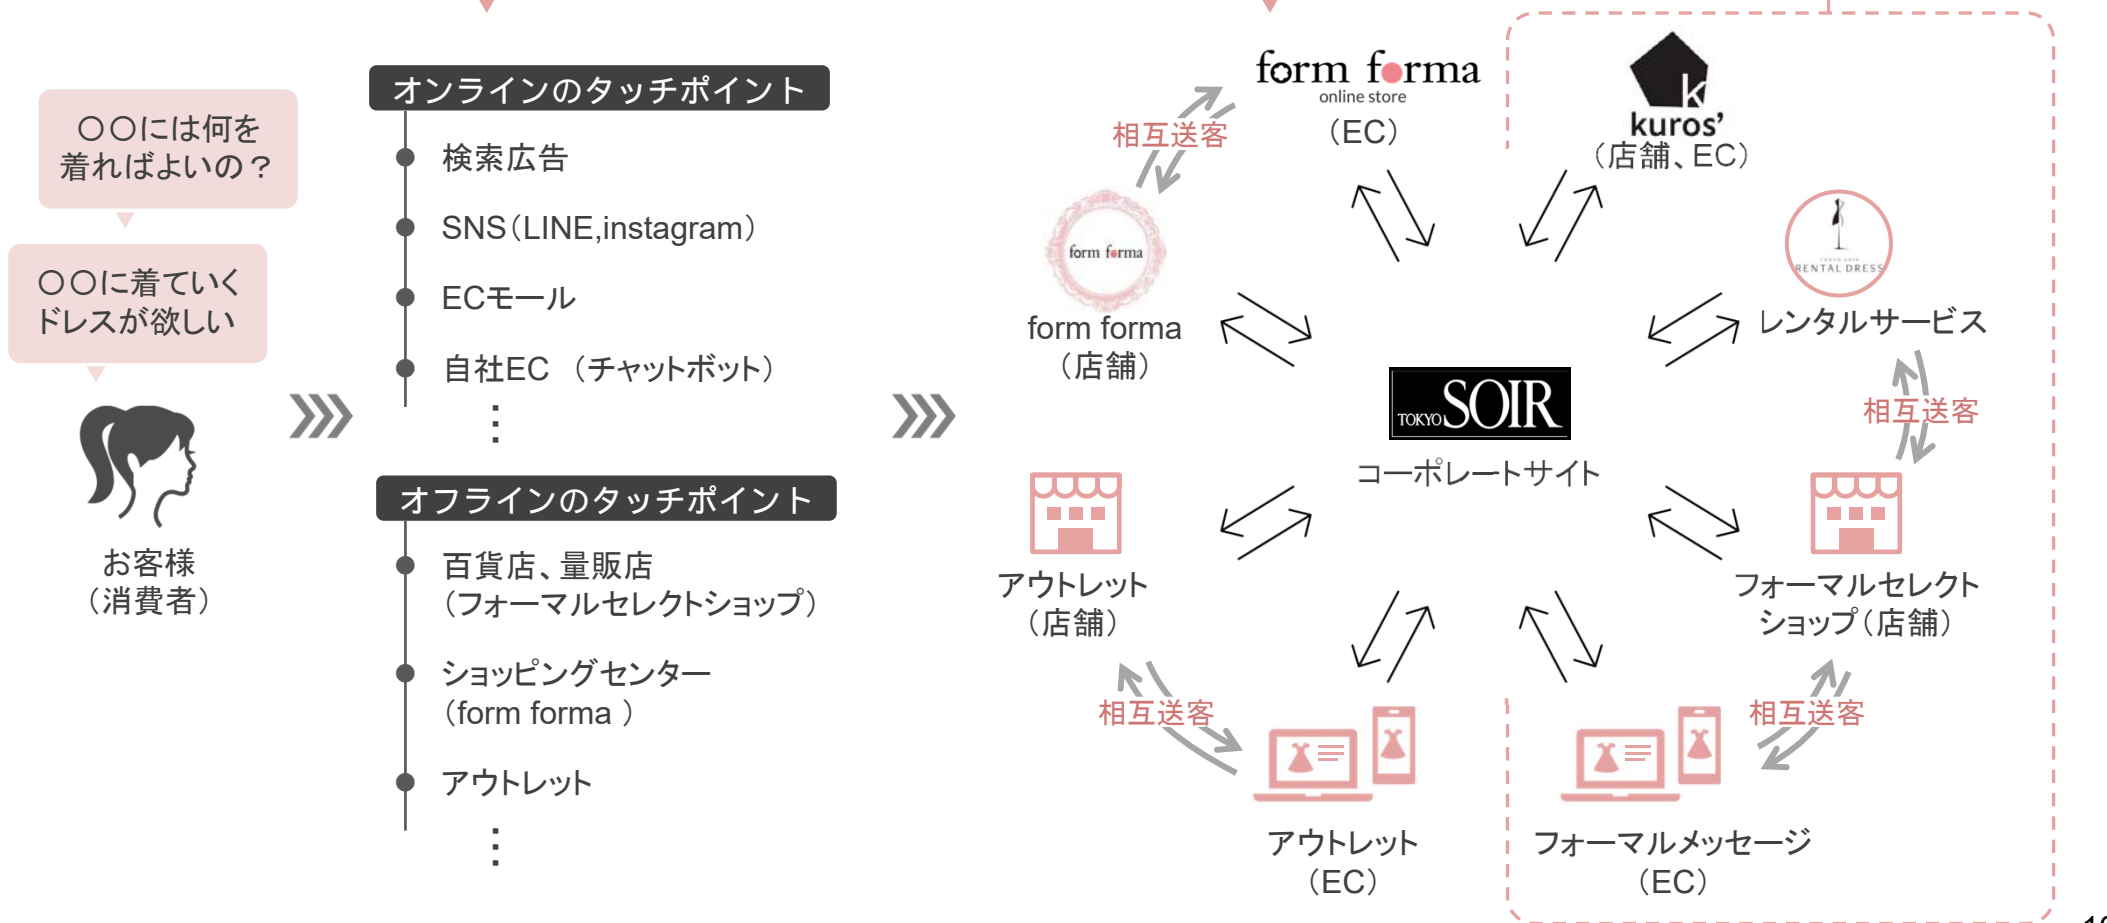 〇〇には何を
着ればよいの？
〇〇に着ていく
ドレスが欲しい
お客様
（消費者）
オンラインのタッチポイント
検索広告
SNS（LINE,instagram）
ECモール
自社EC （チャットボット）
オフラインのタッチポイント
百貨店、量販店
（フォーマルセレクトショップ）
ショッピングセンター
（form forma ）
アウトレット
form forma
online store
（EC）
k
kuros'
（店舗、EC）
相互送客
form forma
form forma
（店舗）
TOKYO SOIR
RENTAL DRESS
レンタルサービス
相互送客
TOKYO SOIR
コーポレートサイト
アウトレット
（店舗）
フォーマルセレクト
ショップ（店舗）
相互送客
相互送客
アウトレット
（EC）
フォーマルメッセージ
（EC）